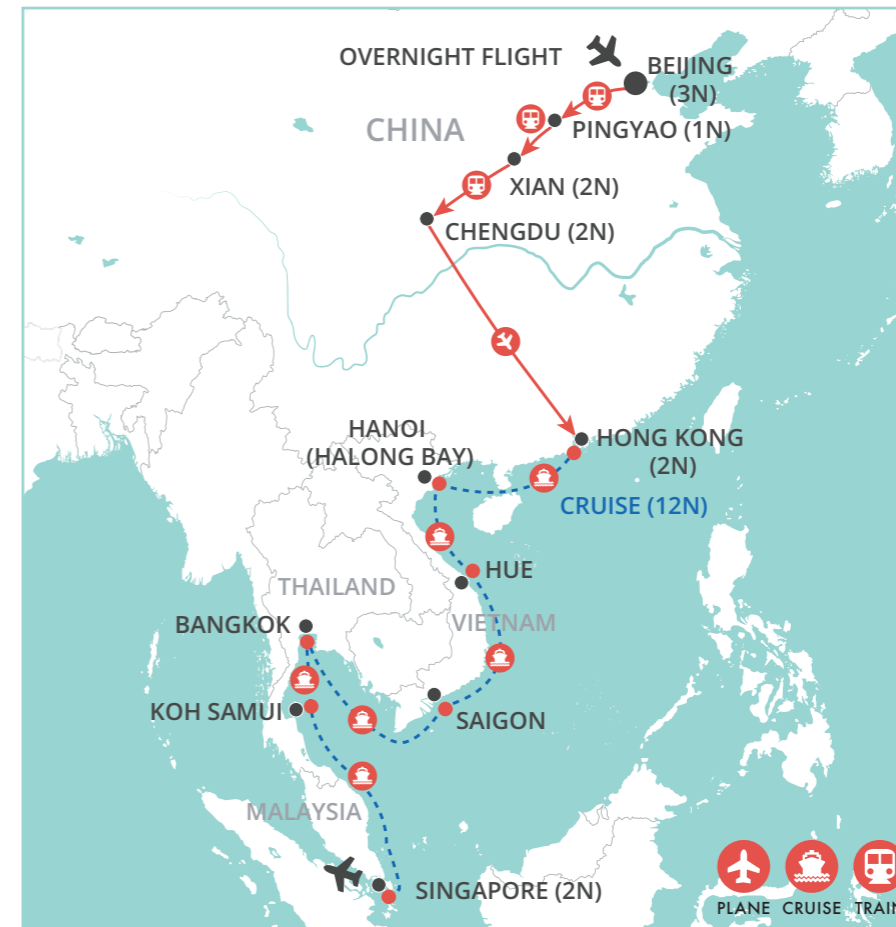 OVERNIGHT FLIGHT
BEIJING
(3N)
CHINA
PINGYAO (1N)
XIAN (2N)
CHENGDU (2N)
HANOI
(HALONG BAY)
HONG KONG
(2N)
CRUISE (12N)
HUE
THAILAND
BANGKOK
VIETNAM
KOH SAMUI
SAIGON
MALAYSIA
SINGAPORE (2N)
PLANE
CRUISE
TRAIN